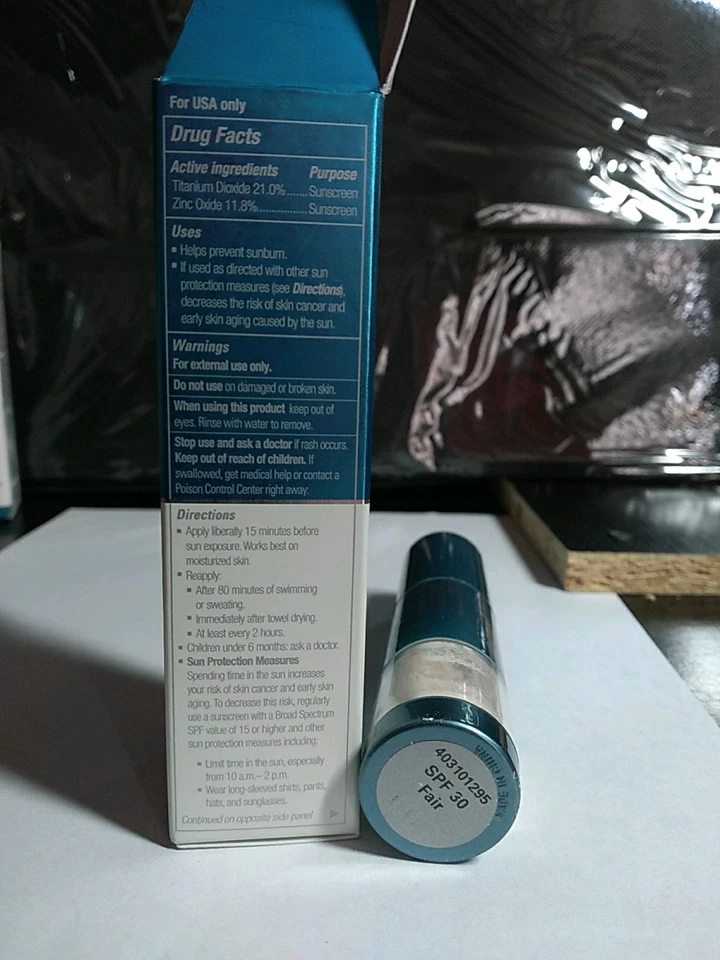 For USA only
Drug Facts
Active ingredients Purpose
Titanium Dioxide 21.0%......Sunscreen
Zinc Oxide 11.8%...............Sunscreen
Uses
▪ Helps prevent sunburn.
▪ If used as directed with other sun
protection measures (see Directions),
decreases the risk of skin cancer and
early skin aging caused by the sun.
Warnings
For external use only.
Do not use on damaged or broken skin.
When using this product keep out of
eyes. Rinse with water to remove.
Stop use and ask a doctor if rash occurs.
Keep out of reach of children. If
swallowed, get medical help or contact a
Poison Control Center right away.
Directions
▪ Apply liberally 15 minutes before
sun exposure. Works best on
moisturized skin.
▪ Reapply:
▪ After 80 minutes of swimming
or sweating.
▪ Immediately after towel drying.
▪ At least every 2 hours.
▪ Children under 6 months: ask a doctor.
▪ Sun Protection Measures
Spending time in the sun increases
your risk of skin cancer and early skin
aging. To decrease this risk, regularly
use a sunscreen with a Broad Spectrum
SPF value of 15 or higher and other
sun protection measures including:
▪ Limit time in the sun, especially
from 10 a.m.– 2 p.m.
▪ Wear long-sleeved shirts, pants,
hats, and sunglasses.
Continued on opposite side panel
403101295
SPF 30
Fair